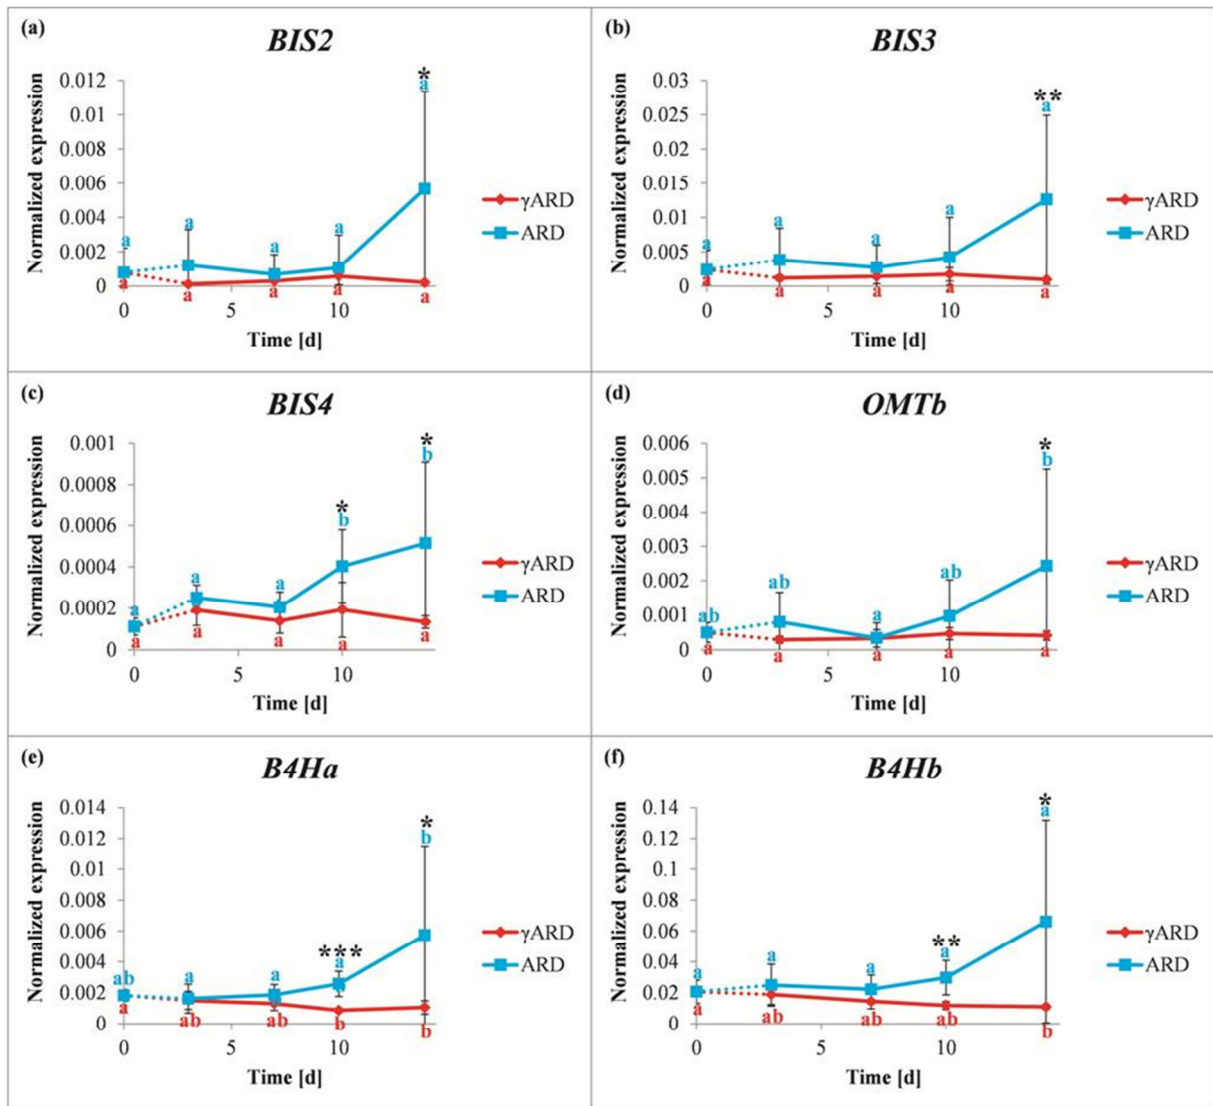 (a)
BIS2
0.012
0.01
0.008
0.006
0.004
0.002
0
Normalized expression
*
a
a a a a
a a a a a
0 5 10
Time [d]
γARD
ARD
(b)
BIS3
0.03
0.025
0.02
0.015
0.01
0.005
0
Normalized expression
**
a
a a a a
a a a a a
0 5 10
Time [d]
γARD
ARD
(c)
BIS4
0.001
0.0008
0.0006
0.0004
0.0002
0
Normalized expression
* *
a a a b b
a a a a a
0 5 10
Time [d]
γARD
ARD
(d)
OMTb
0.006
0.005
0.004
0.003
0.002
0.001
0
Normalized expression
*
ab ab a ab b
a a a a a
0 5 10
Time [d]
γARD
ARD
(e)
B4Ha
0.014
0.012
0.01
0.008
0.006
0.004
0.002
0
Normalized expression
*** *
ab a a a b
a ab ab b b
0 5 10
Time [d]
γARD
ARD
(f)
B4Hb
0.14
0.12
0.1
0.08
0.06
0.04
0.02
0
Normalized expression
** *
a a a a a
a ab ab ab b
0 5 10
Time [d]
γARD
ARD